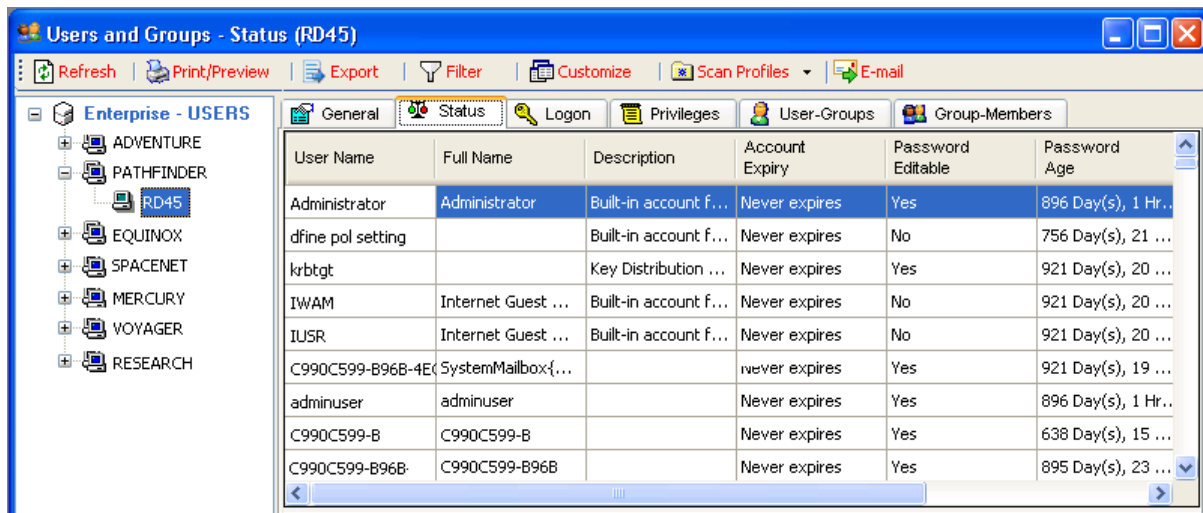 Users and Groups - Status (RD45)
Refresh Print/Preview Export Filter Customize Scan Profiles E-mail
Enterprise - USERS
ADVENTURE
PATHFINDER
RD45
EQUINOX
SPACENET
MERCURY
VOYAGER
RESEARCH
General Status Logon Privileges User-Groups Group-Members
User Name Full Name Description Account Expiry Password Editable Password Age
Administrator Administrator Built-in account f... Never expires Yes 896 Day(s), 1 Hr..
dfine pol setting Built-in account f... Never expires No 756 Day(s), 21 ...
krbtgt Key Distribution ... Never expires Yes 921 Day(s), 20 ...
IWAM Internet Guest ... Built-in account f... Never expires No 921 Day(s), 20 ...
IUSR Internet Guest ... Built-in account f... Never expires No 921 Day(s), 20 ...
C990C599-B96B-4E SystemMailbox{... Never expires Yes 921 Day(s), 19 ...
adminuser adminuser Never expires Yes 896 Day(s), 1 Hr..
C990C599-B C990C599-B Never expires Yes 638 Day(s), 15 ...
C990C599-B96B- C990C599-B96B Never expires Yes 895 Day(s), 23 ...